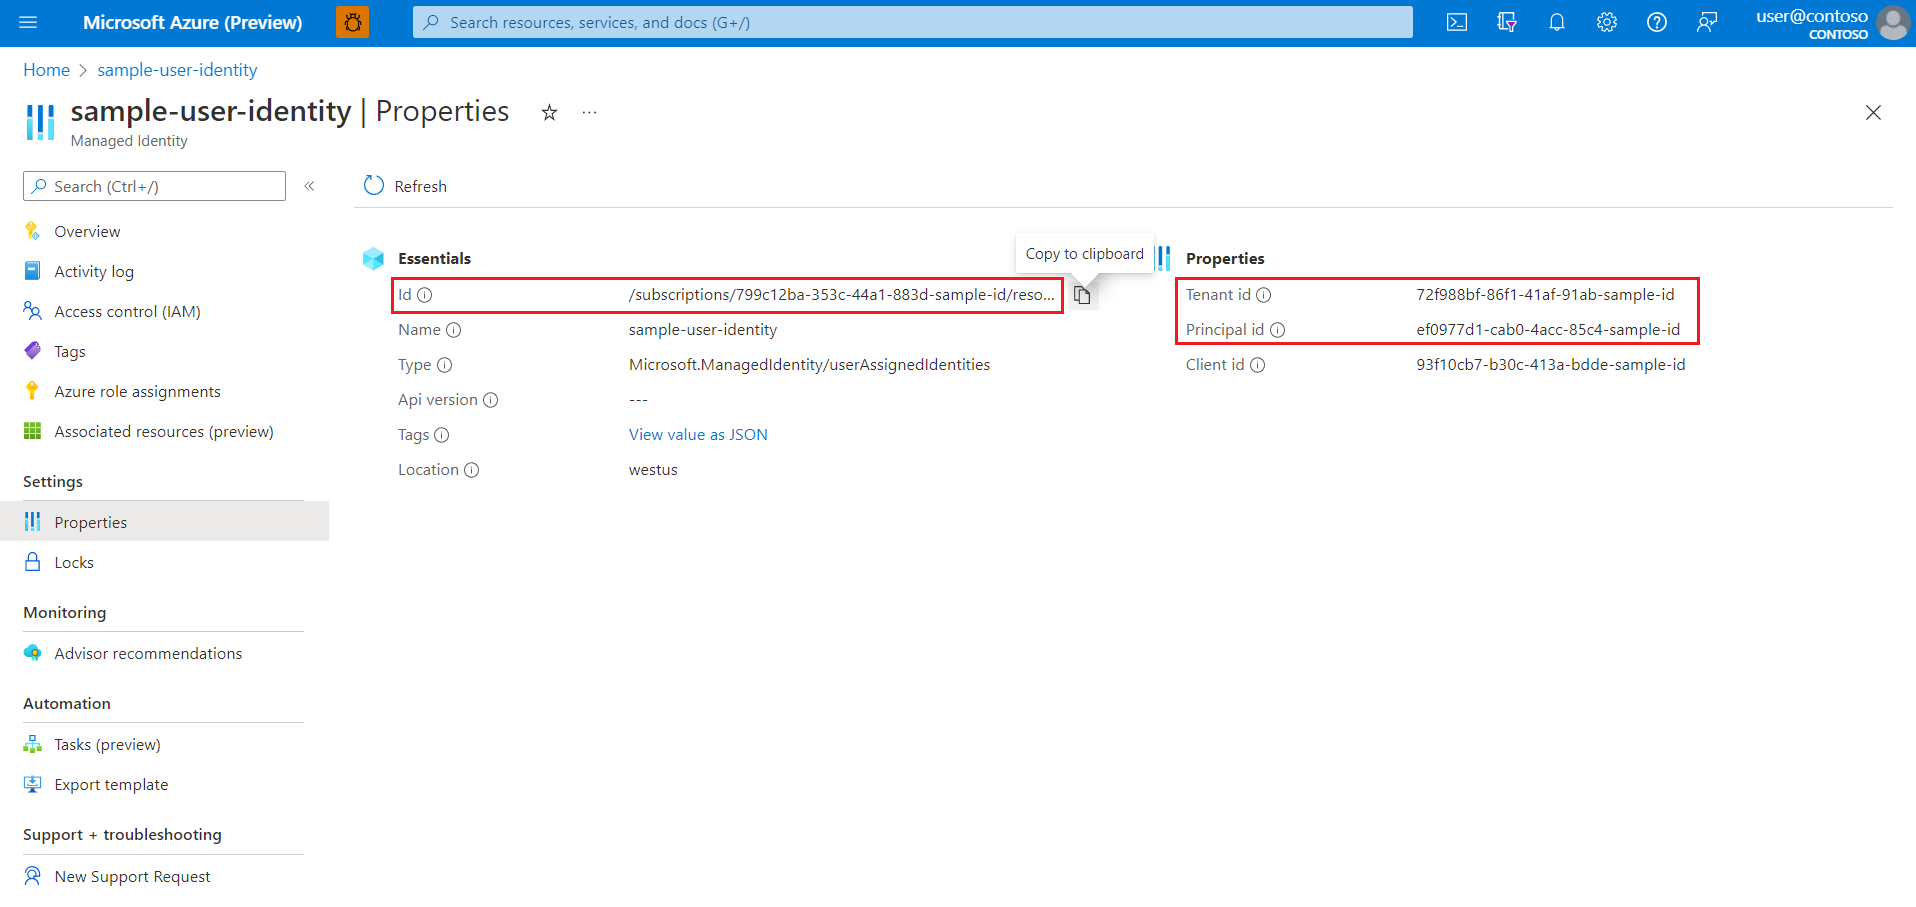 Microsoft Azure (Preview)
Search resources, services, and docs (G+/)
user@contoso
CONTOSO
Home > sample-user-identity
sample-user-identity | Properties
Managed Identity
Search (Ctrl+/)
Overview
Activity log
Access control (IAM)
Tags
Azure role assignments
Associated resources (preview)
Settings
Properties
Locks
Monitoring
Advisor recommendations
Automation
Tasks (preview)
Export template
Support + troubleshooting
New Support Request
Refresh
Essentials
Copy to clipboard
Id /subscriptions/799c12ba-353c-44a1-883d-sample-id/reso...
Name sample-user-identity
Type Microsoft.ManagedIdentity/userAssignedIdentities
Api version ---
Tags View value as JSON
Location westus
Properties
Tenant id 72f988bf-86f1-41af-91ab-sample-id
Principal id ef0977d1-cab0-4acc-85c4-sample-id
Client id 93f10cb7-b30c-413a-bdde-sample-id